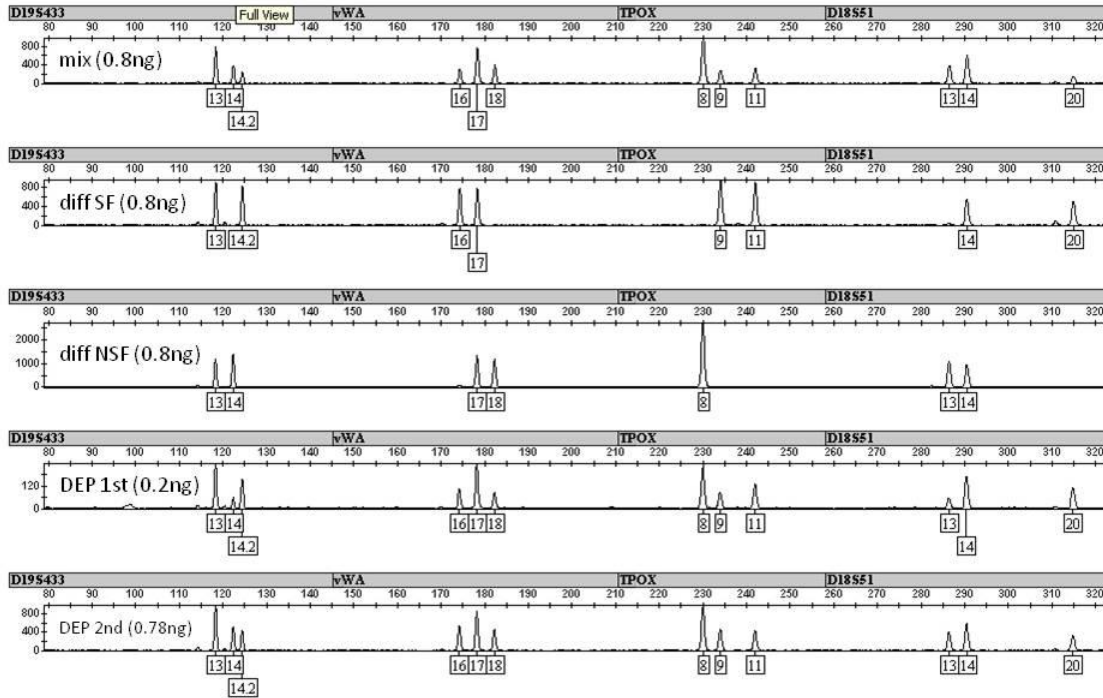 Full View
D19S433 vWA TPOX D18S51
80 90 100 110 120 130 140 150 160 170 180 190 200 210 220 230 240 250 260 270 280 290 300 310 320
800
400
0
mix (0.8ng)
13 14 16 18 8 9 11 13 14 20
14.2 17
D19S433 vWA TPOX D18S51
80 90 100 110 120 130 140 150 160 170 180 190 200 210 220 230 240 250 260 270 280 290 300 310 320
800
400
0
diff SF (0.8ng)
13 14.2 16 9 11 14 20
17
D19S433 vWA TPOX D18S51
80 90 100 110 120 130 140 150 160 170 180 190 200 210 220 230 240 250 260 270 280 290 300 310 320
2000
1000
0
diff NSF (0.8ng)
13 14 17 18 8 13 14
D19S433 vWA TPOX D18S51
80 90 100 110 120 130 140 150 160 170 180 190 200 210 220 230 240 250 260 270 280 290 300 310 320
120
0
DEP 1st (0.2ng)
13 14 16 17 18 8 9 11 13 20
14.2 14
D19S433 vWA TPOX D18S51
80 90 100 110 120 130 140 150 160 170 180 190 200 210 220 230 240 250 260 270 280 290 300 310 320
800
400
0
DEP 2nd (0.78ng)
13 14 16 17 18 8 9 11 13 14 20
14.2